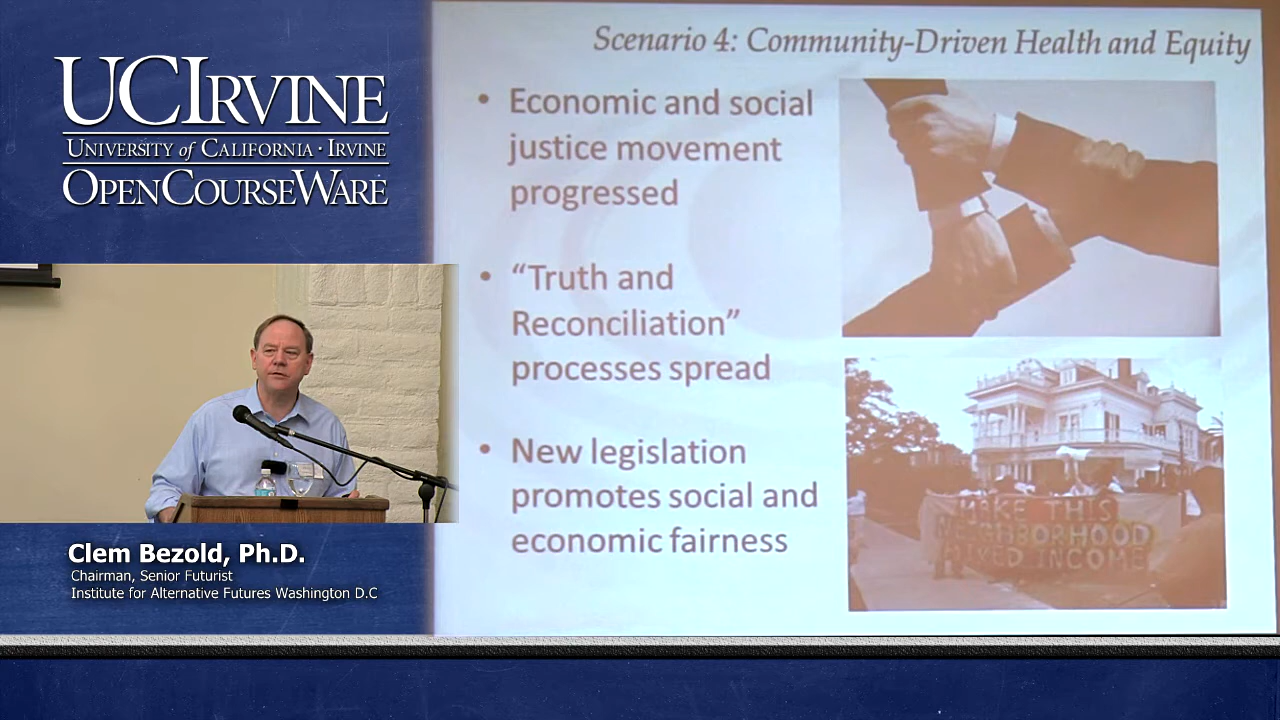 UCIRVINE
UNIVERSITY of CALIFORNIA · IRVINE
OPENCOURSEWARE
Scenario 4: Community-Driven Health and Equity
• Economic and social
justice movement
progressed
• “Truth and
Reconciliation”
processes spread
• New legislation
promotes social and
economic fairness
MAKE THIS
NEIGHBORHOOD
MIXED INCOME
Clem Bezold, Ph.D.
Chairman, Senior Futurist
Institute for Alternative Futures Washington D.C